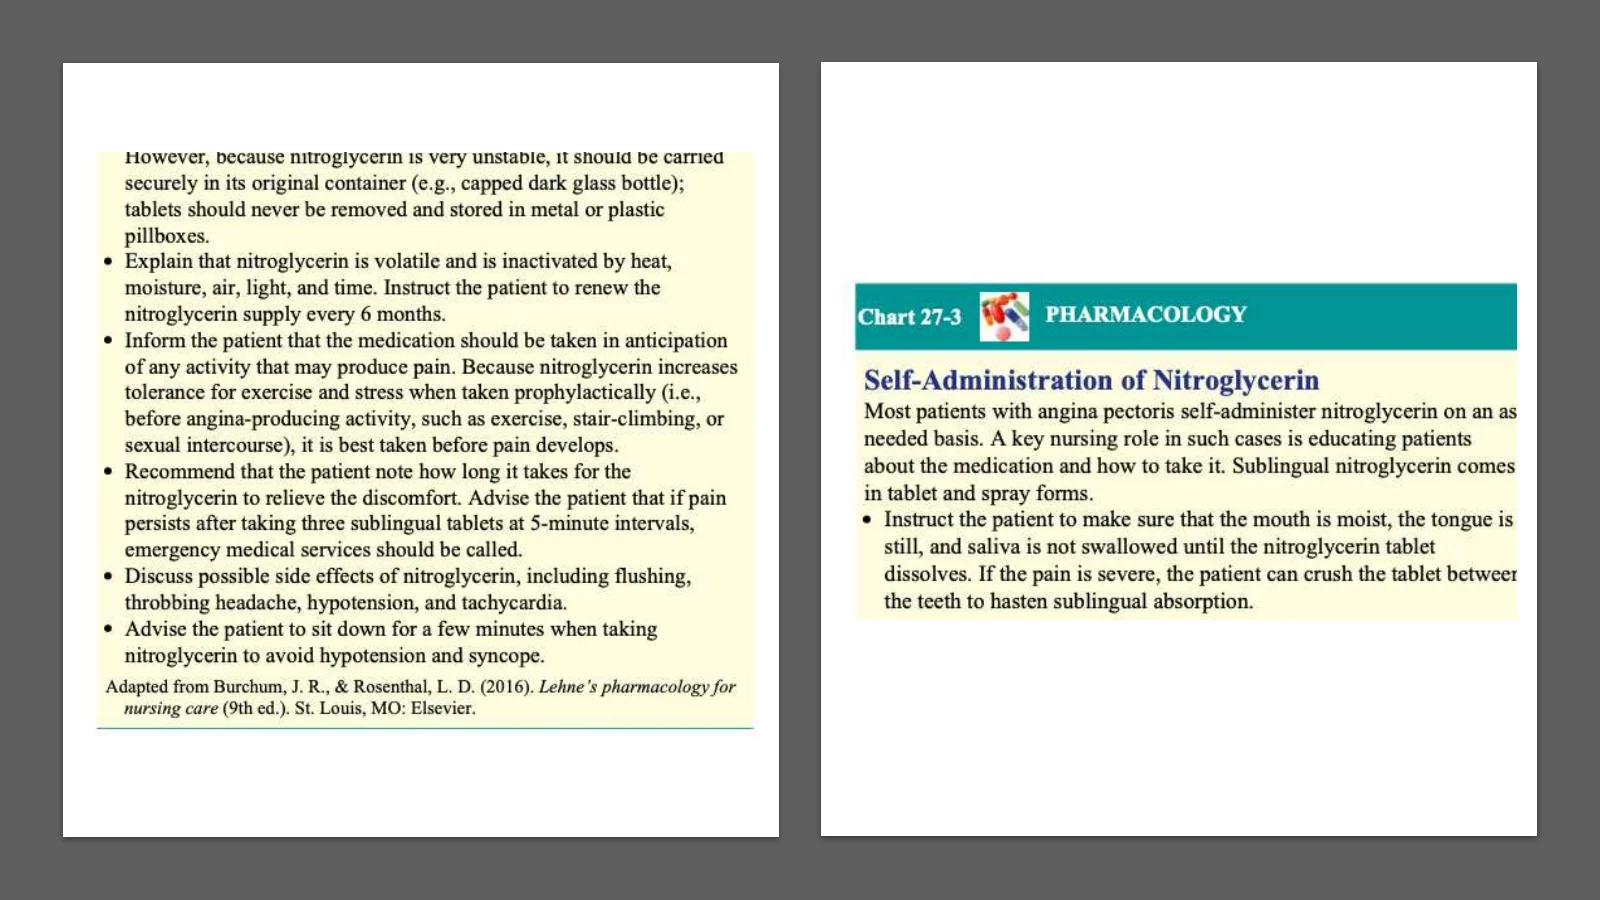 However, because nitroglycerin is very unstable, it should be carried
securely in its original container (e.g., capped dark glass bottle);
tablets should never be removed and stored in metal or plastic
pillboxes.
• Explain that nitroglycerin is volatile and is inactivated by heat,
moisture, air, light, and time. Instruct the patient to renew the
nitroglycerin supply every 6 months.
• Inform the patient that the medication should be taken in anticipation
of any activity that may produce pain. Because nitroglycerin increases
tolerance for exercise and stress when taken prophylactically (i.e.,
before angina-producing activity, such as exercise, stair-climbing, or
sexual intercourse), it is best taken before pain develops.
• Recommend that the patient note how long it takes for the
nitroglycerin to relieve the discomfort. Advise the patient that if pain
persists after taking three sublingual tablets at 5-minute intervals,
emergency medical services should be called.
• Discuss possible side effects of nitroglycerin, including flushing,
throbbing headache, hypotension, and tachycardia.
• Advise the patient to sit down for a few minutes when taking
nitroglycerin to avoid hypotension and syncope.
Adapted from Burchum, J. R., & Rosenthal, L. D. (2016). Lehne's pharmacology for
nursing care (9th ed.). St. Louis, MO: Elsevier.
Chart 27-3 PHARMACOLOGY
Self-Administration of Nitroglycerin
Most patients with angina pectoris self-administer nitroglycerin on an as
needed basis. A key nursing role in such cases is educating patients
about the medication and how to take it. Sublingual nitroglycerin comes
in tablet and spray forms.
• Instruct the patient to make sure that the mouth is moist, the tongue is
still, and saliva is not swallowed until the nitroglycerin tablet
dissolves. If the pain is severe, the patient can crush the tablet between
the teeth to hasten sublingual absorption.